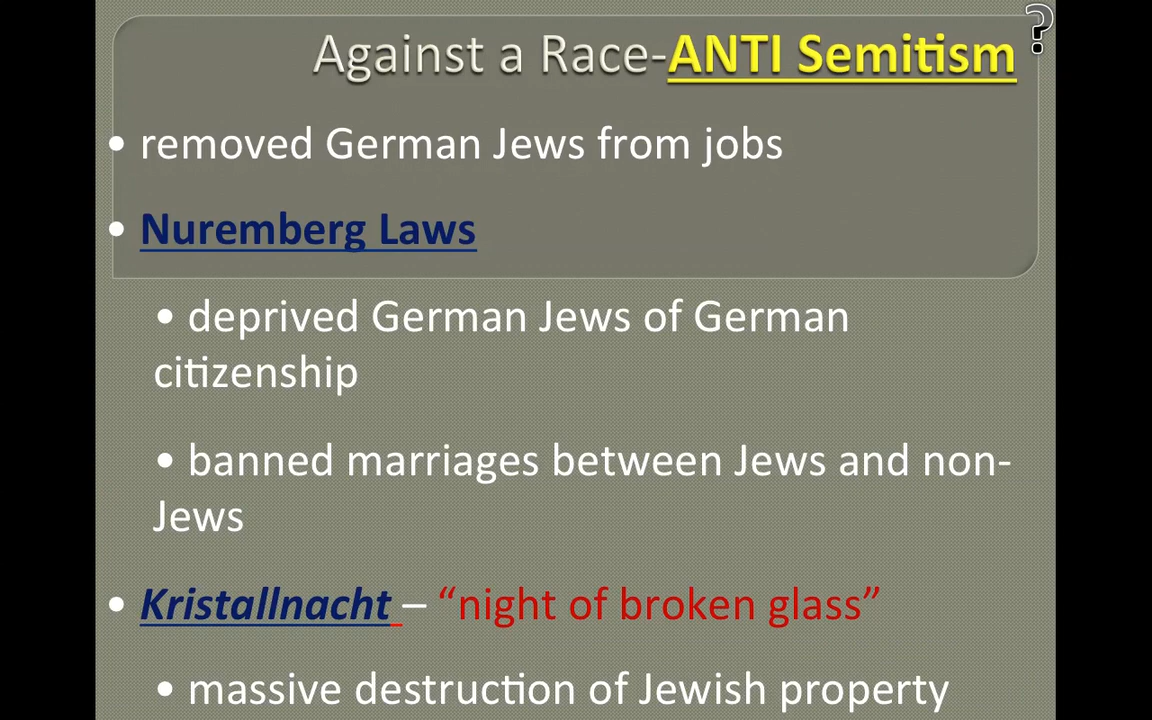 ?
Against a Race-ANTI Semitism
• removed German Jews from jobs
• Nuremberg Laws
• deprived German Jews of German
citizenship
• banned marriages between Jews and non-
Jews
• Kristallnacht – “night of broken glass”
• massive destruction of Jewish property